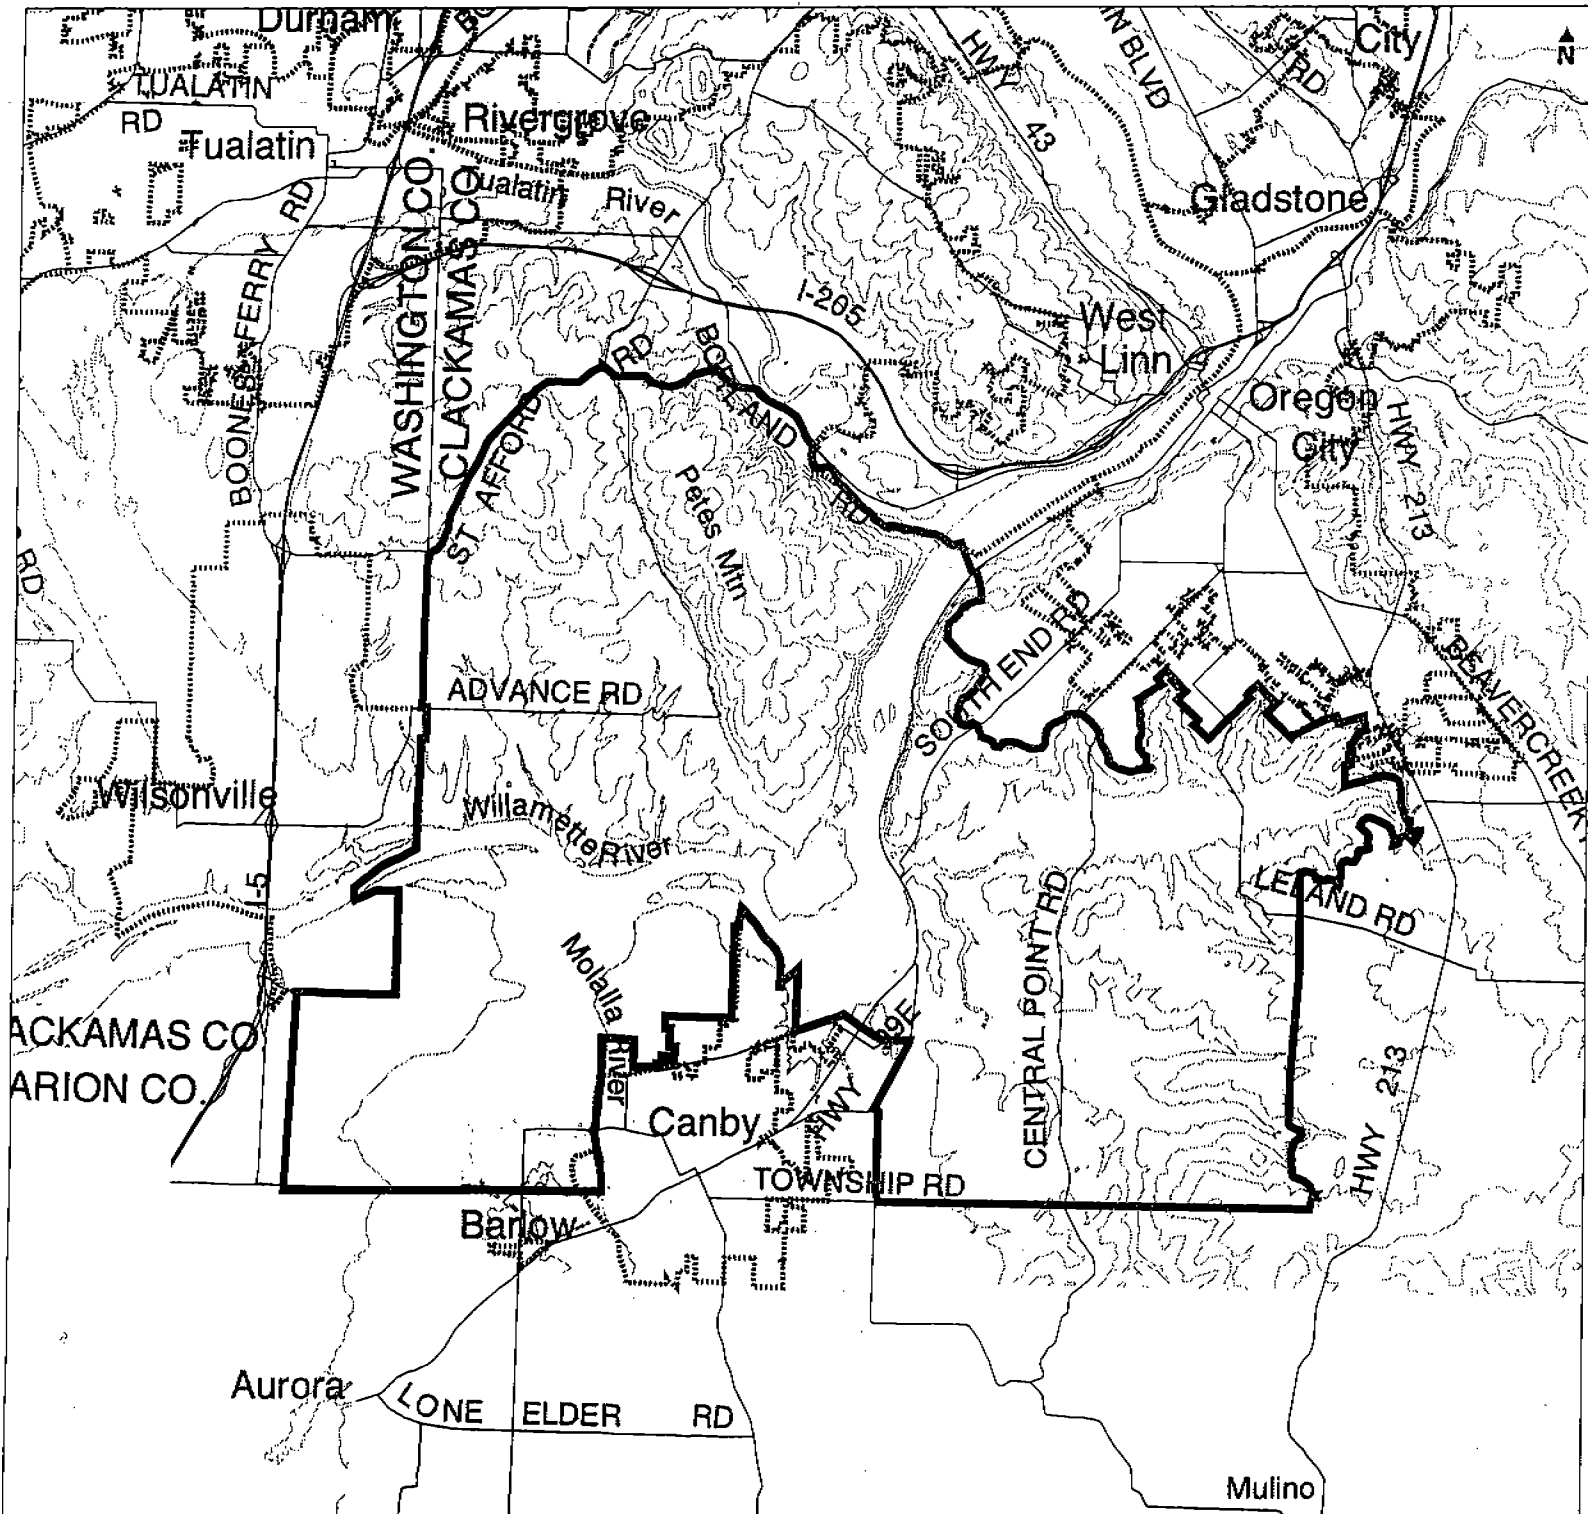 Durham
City
N
HWY
RD
TUALATIN
RD
Rivergrove
43
Tualatin
Tualatin
River
RD
Gladstone
WASHINGTON CO.
CLACKAMAS CO.
BOONES FERRY
I-205
West
Linn
RD
BORLAND
RD
ST AFFORD
Oregon
City
HWY 213
Petes Mtn
RD
SOUTH END RD
BEAVERCREEK
ADVANCE RD
Wilsonville
Willamette River
I-5
LELAND RD
CENTRAL POINT RD
Molalla
River
ACKAMAS CO
ARION CO.
99E
HWY
Canby
HWY 213
TOWNSHIP RD
Barlow
Aurora
LONE ELDER RD
Mulino